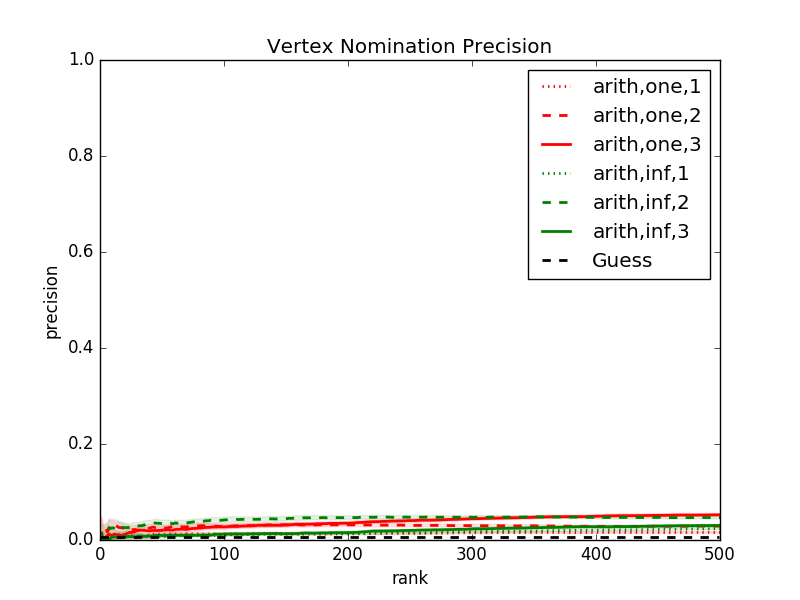 Vertex Nomination Precision
1.0
0.8
0.6
0.4
0.2
0.0
precision
arith,one,1
arith,one,2
arith,one,3
arith,inf,1
arith,inf,2
arith,inf,3
Guess
0 100 200 300 400 500
rank